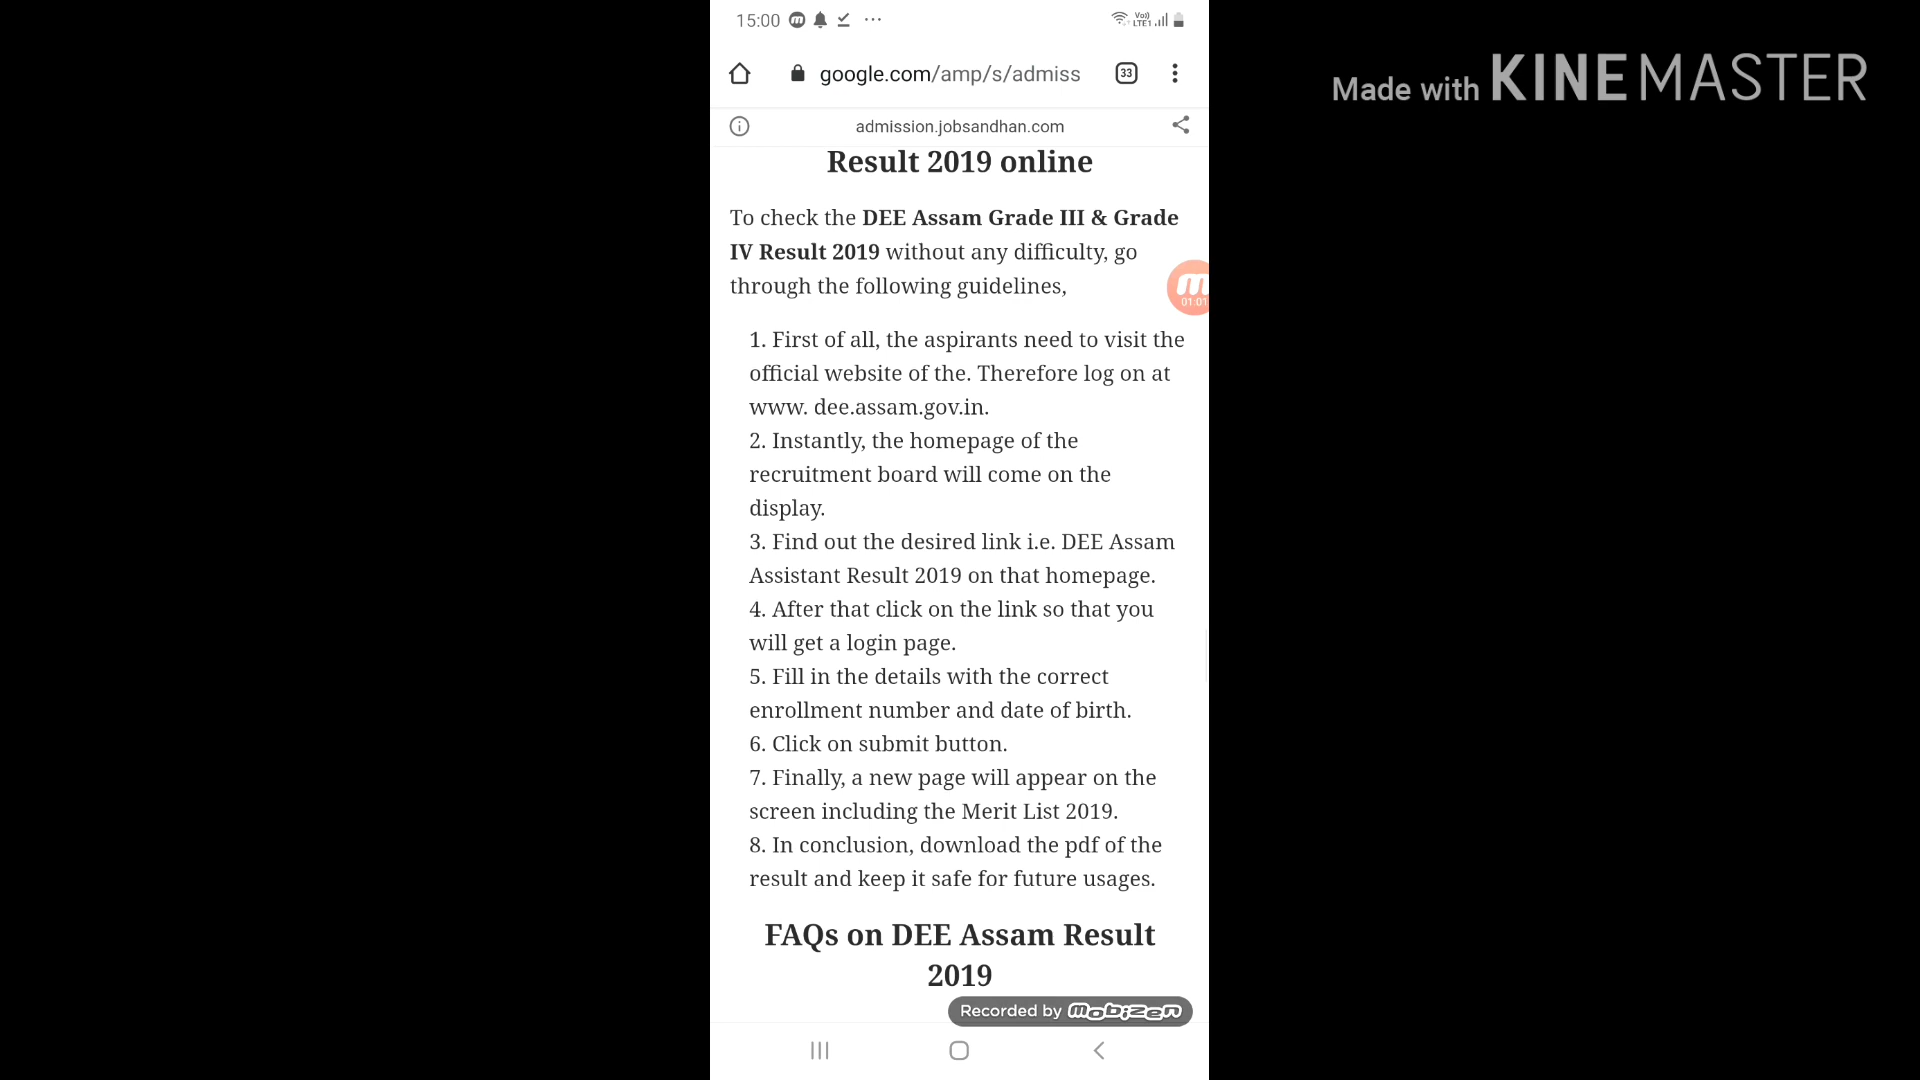 15:00
Vo))
LTE1
google.com/amp/s/admiss
33
Made with KINEMASTER
admission.jobsandhan.com
Result 2019 online
To check the DEE Assam Grade III & Grade
IV Result 2019 without any difficulty, go
through the following guidelines,
01:01
1. First of all, the aspirants need to visit the
official website of the. Therefore log on at
www. dee.assam.gov.in.
2. Instantly, the homepage of the
recruitment board will come on the
display.
3. Find out the desired link i.e. DEE Assam
Assistant Result 2019 on that homepage.
4. After that click on the link so that you
will get a login page.
5. Fill in the details with the correct
enrollment number and date of birth.
6. Click on submit button.
7. Finally, a new page will appear on the
screen including the Merit List 2019.
8. In conclusion, download the pdf of the
result and keep it safe for future usages.
FAQs on DEE Assam Result
2019
Recorded by mobizen